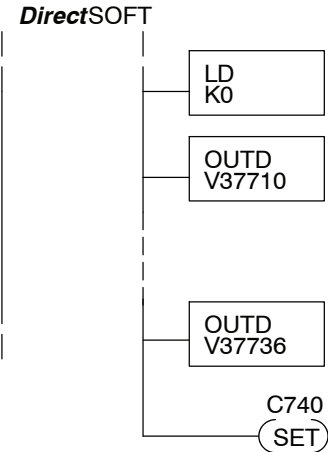 DirectSOFT
LD
K0
OUTD
V37710
OUTD
V37736
C740
SET